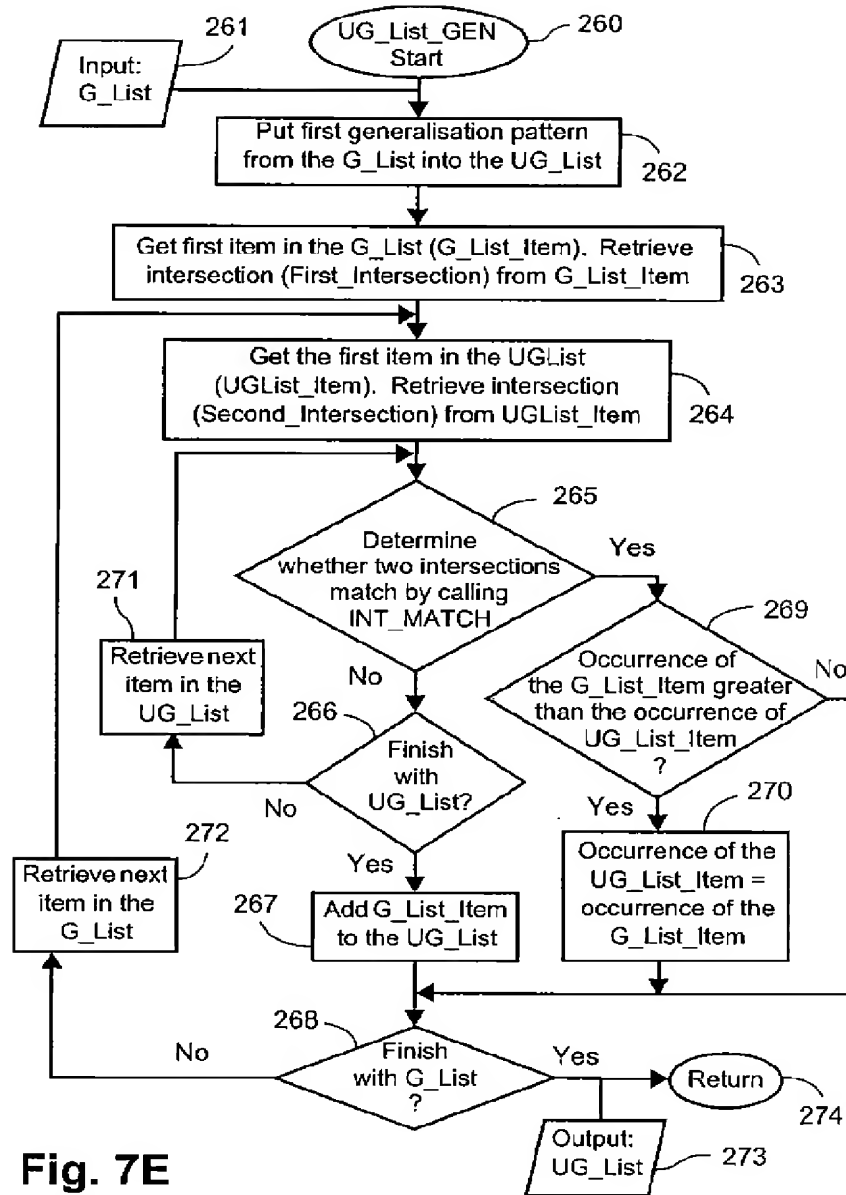 UG_List_GEN
Start
260
261
Input:
G_List
Put first generalisation pattern
from the G_List into the UG_List
262
Get first item in the G_List (G_List_Item). Retrieve
intersection (First_Intersection) from G_List_Item
263
Get the first item in the UGList
(UGList_Item). Retrieve intersection
(Second_Intersection) from UGList_Item
264
265
Determine
whether two intersections
match by calling
INT_MATCH
Yes
No
271
Retrieve next
item in the
UG_List
269
Occurrence of
the G_List_Item greater
than the occurrence of
UG_List_Item
?
No
Yes
266
Finish
with
UG_List?
No
Yes
270
Occurrence of the
UG_List_Item =
occurrence of the
G_List_Item
272
Retrieve next
item in the
G_List
267
Add G_List_Item
to the UG_List
268
Finish
with G_List
?
No
Yes
Return
274
Output:
UG_List
273
Fig. 7E